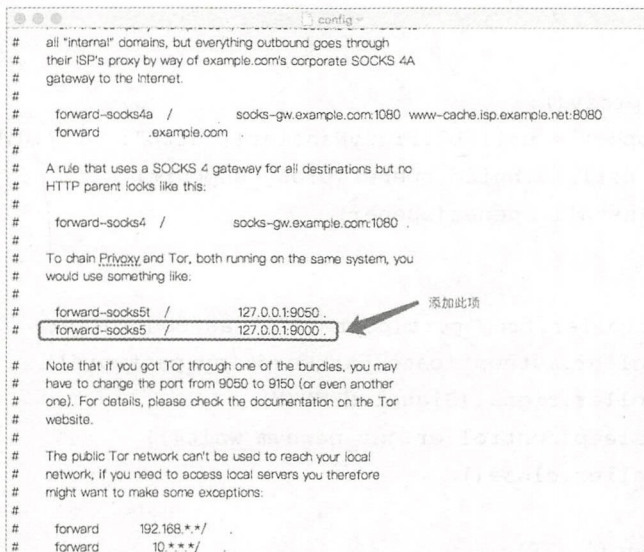 config
#	all "internal" domains, but everything outbound goes through
#	their ISP's proxy by way of example.com's corporate SOCKS 4A
#	gateway to the Internet.
#
#	forward-socks4a / socks-gw.example.com:1080 www-cache.isp.example.net:8080
#	forward .example.com .
#
#	A rule that uses a SOCKS 4 gateway for all destinations but no
#	HTTP parent looks like this:
#
#	forward-socks4 / socks-gw.example.com:1080 .
#
#	To chain Privoxy and Tor, both running on the same system, you
#	would use something like:
#
#	forward-socks5t / 127.0.0.1:9050 .
添加此项
#	forward-socks5 / 127.0.0.1:9000 .
#	Note that if you got Tor through one of the bundles, you may
#	have to change the port from 9050 to 9150 (or even another
#	one). For details, please check the documentation on the Tor
#	website.
#
#	The public Tor network can't be used to reach your local
#	network, if you need to access local servers you therefore
#	might want to make some exceptions:
#
#	forward 192.168.*.*/ .
#	forward 10.*.*.*/ .